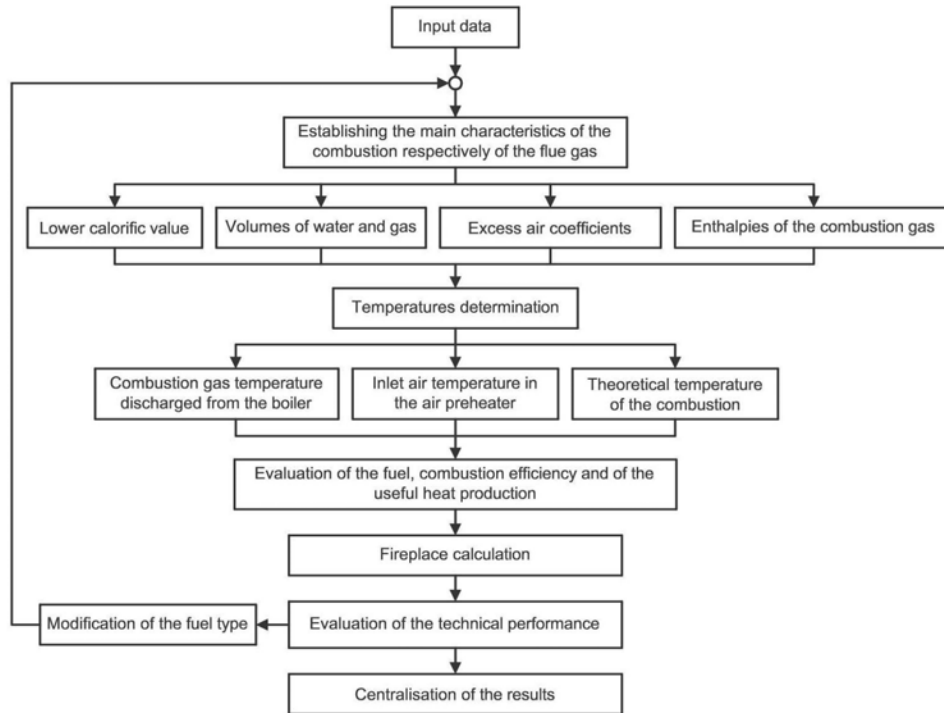 Input data
Establishing the main characteristics of the
combustion respectively of the flue gas
Lower calorific value
Volumes of water and gas
Excess air coefficients
Enthalpies of the combustion gas
Temperatures determination
Combustion gas temperature
discharged from the boiler
Inlet air temperature in
the air preheater
Theoretical temperature
of the combustion
Evaluation of the fuel, combustion efficiency and of the
useful heat production
Fireplace calculation
Modification of the fuel type
Evaluation of the technical performance
Centralisation of the results